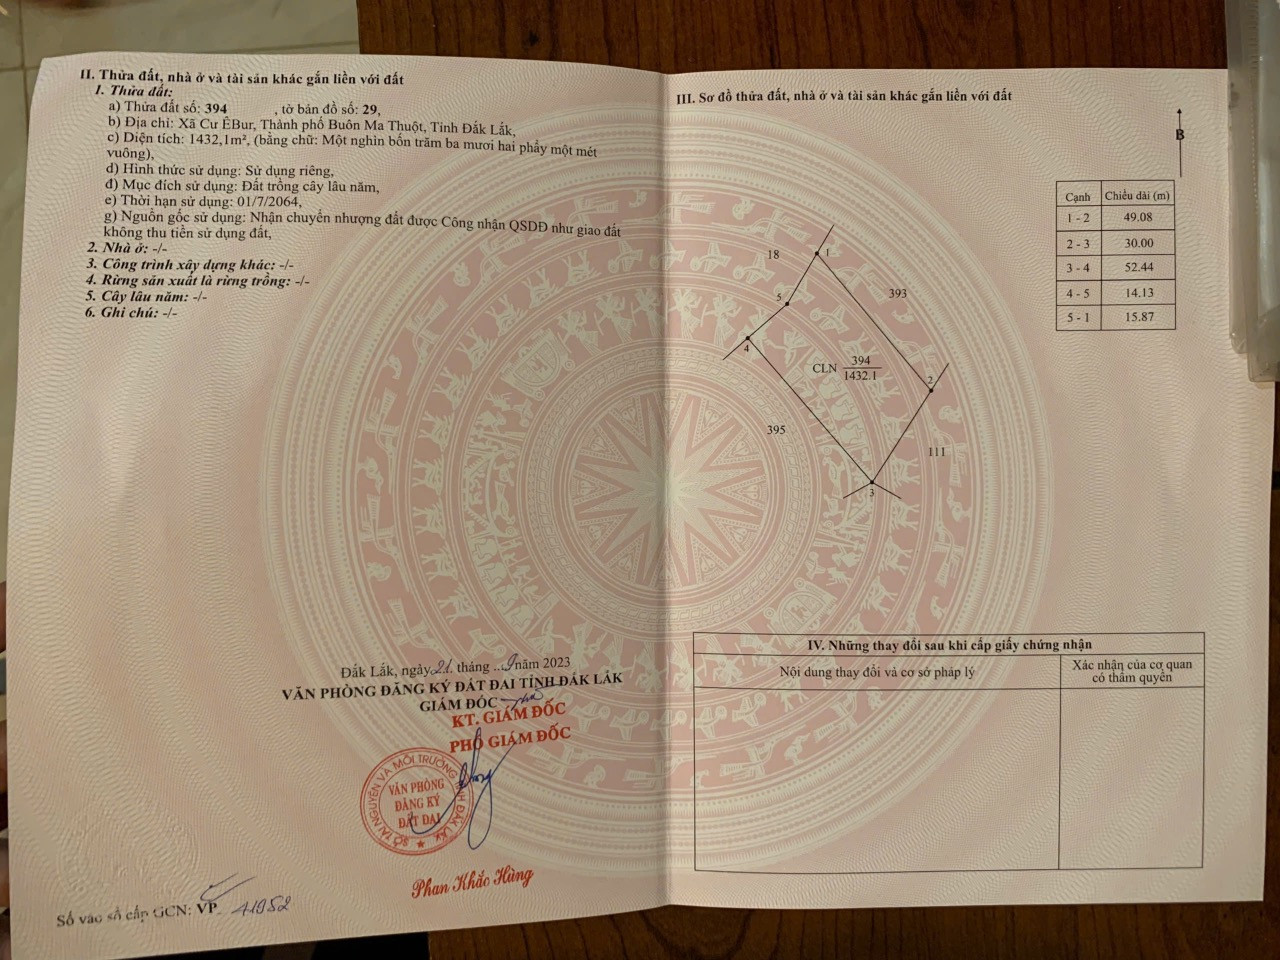 II. Thửa đất, nhà ở và tài sản khác gắn liền với đất
1. Thửa đất:
a) Thửa đất số: 394 , tờ bản đồ số: 29,
b) Địa chỉ: Xã Cư ÊBur, Thành phố Buôn Ma Thuột, Tỉnh Đắk Lắk,
c) Diện tích: 1432,1m², (bằng chữ: Một nghìn bốn trăm ba mươi hai phẩy một mét
vuông),
d) Hình thức sử dụng: Sử dụng riêng,
đ) Mục đích sử dụng: Đất trồng cây lâu năm,
e) Thời hạn sử dụng: 01/7/2064,
g) Nguồn gốc sử dụng: Nhận chuyển nhượng đất được Công nhận QSDĐ như giao đất
không thu tiền sử dụng đất,
2. Nhà ở: -/-
3. Công trình xây dựng khác: -/-
4. Rừng sản xuất là rừng trồng: -/-
5. Cây lâu năm: -/-
6. Ghi chú: -/-
Đắk Lắk, ngày 21 tháng 9 năm 2023
VĂN PHÒNG ĐĂNG KÝ ĐẤT ĐAI TỈNH ĐẮK LẮK
GIÁM ĐỐC
KT. GIÁM ĐỐC
PHÓ GIÁM ĐỐC
SỞ TÀI NGUYÊN VÀ MÔI TRƯỜNG TỈNH ĐẮK LẮK
VĂN PHÒNG
ĐĂNG KÝ
ĐẤT ĐAI
Phan Khắc Hùng
Số vào sổ cấp GCN: VP 41952
III. Sơ đồ thửa đất, nhà ở và tài sản khác gắn liền với đất
B
Cạnh Chiều dài (m)
1 - 2 49.08
2 - 3 30.00
3 - 4 52.44
4 - 5 14.13
5 - 1 15.87
18
1
393
5
4
CLN 394
1432.1
2
395
111
3
IV. Những thay đổi sau khi cấp giấy chứng nhận
Nội dung thay đổi và cơ sở pháp lý
Xác nhận của cơ quan
có thẩm quyền